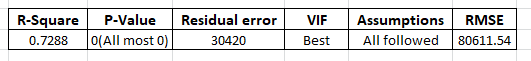 R-Square P-Value Residual error VIF Assumptions RMSE
0.7288 0(All most 0) 30420 Best All followed 80611.54